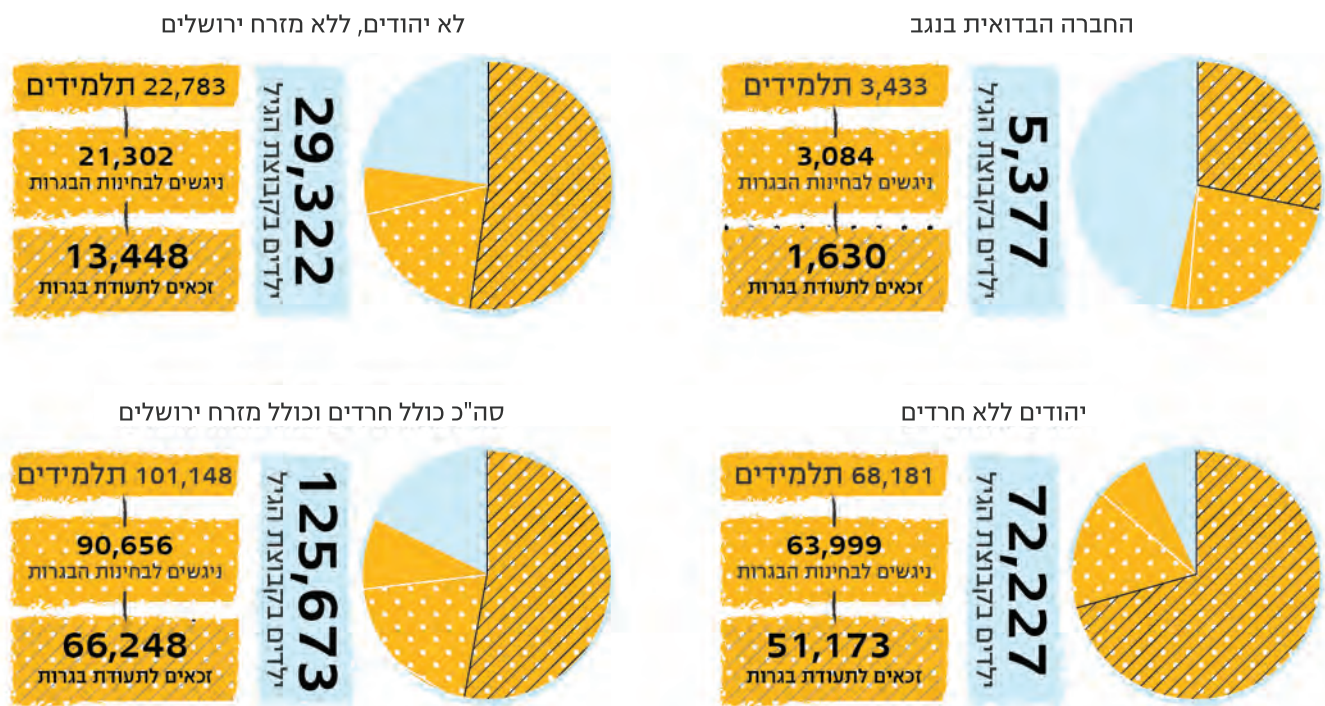 החברה הבדואית בנגב
3,433 תלמידים
3,084
ניגשים לבחינות הבגרות
1,630
זכאים לתעודת בגרות
5,377
ילדים בקבוצת הגיל
לא יהודים, ללא מזרח ירושלים
22,783 תלמידים
21,302
ניגשים לבחינות הבגרות
13,448
זכאים לתעודת בגרות
29,322
ילדים בקבוצת הגיל
יהודים ללא חרדים
68,181 תלמידים
63,999
ניגשים לבחינות הבגרות
51,173
זכאים לתעודת בגרות
72,227
ילדים בקבוצת הגיל
סה"כ כולל חרדים וכולל מזרח ירושלים
101,148 תלמידים
90,656
ניגשים לבחינות הבגרות
66,248
זכאים לתעודת בגרות
125,673
ילדים בקבוצת הגיל